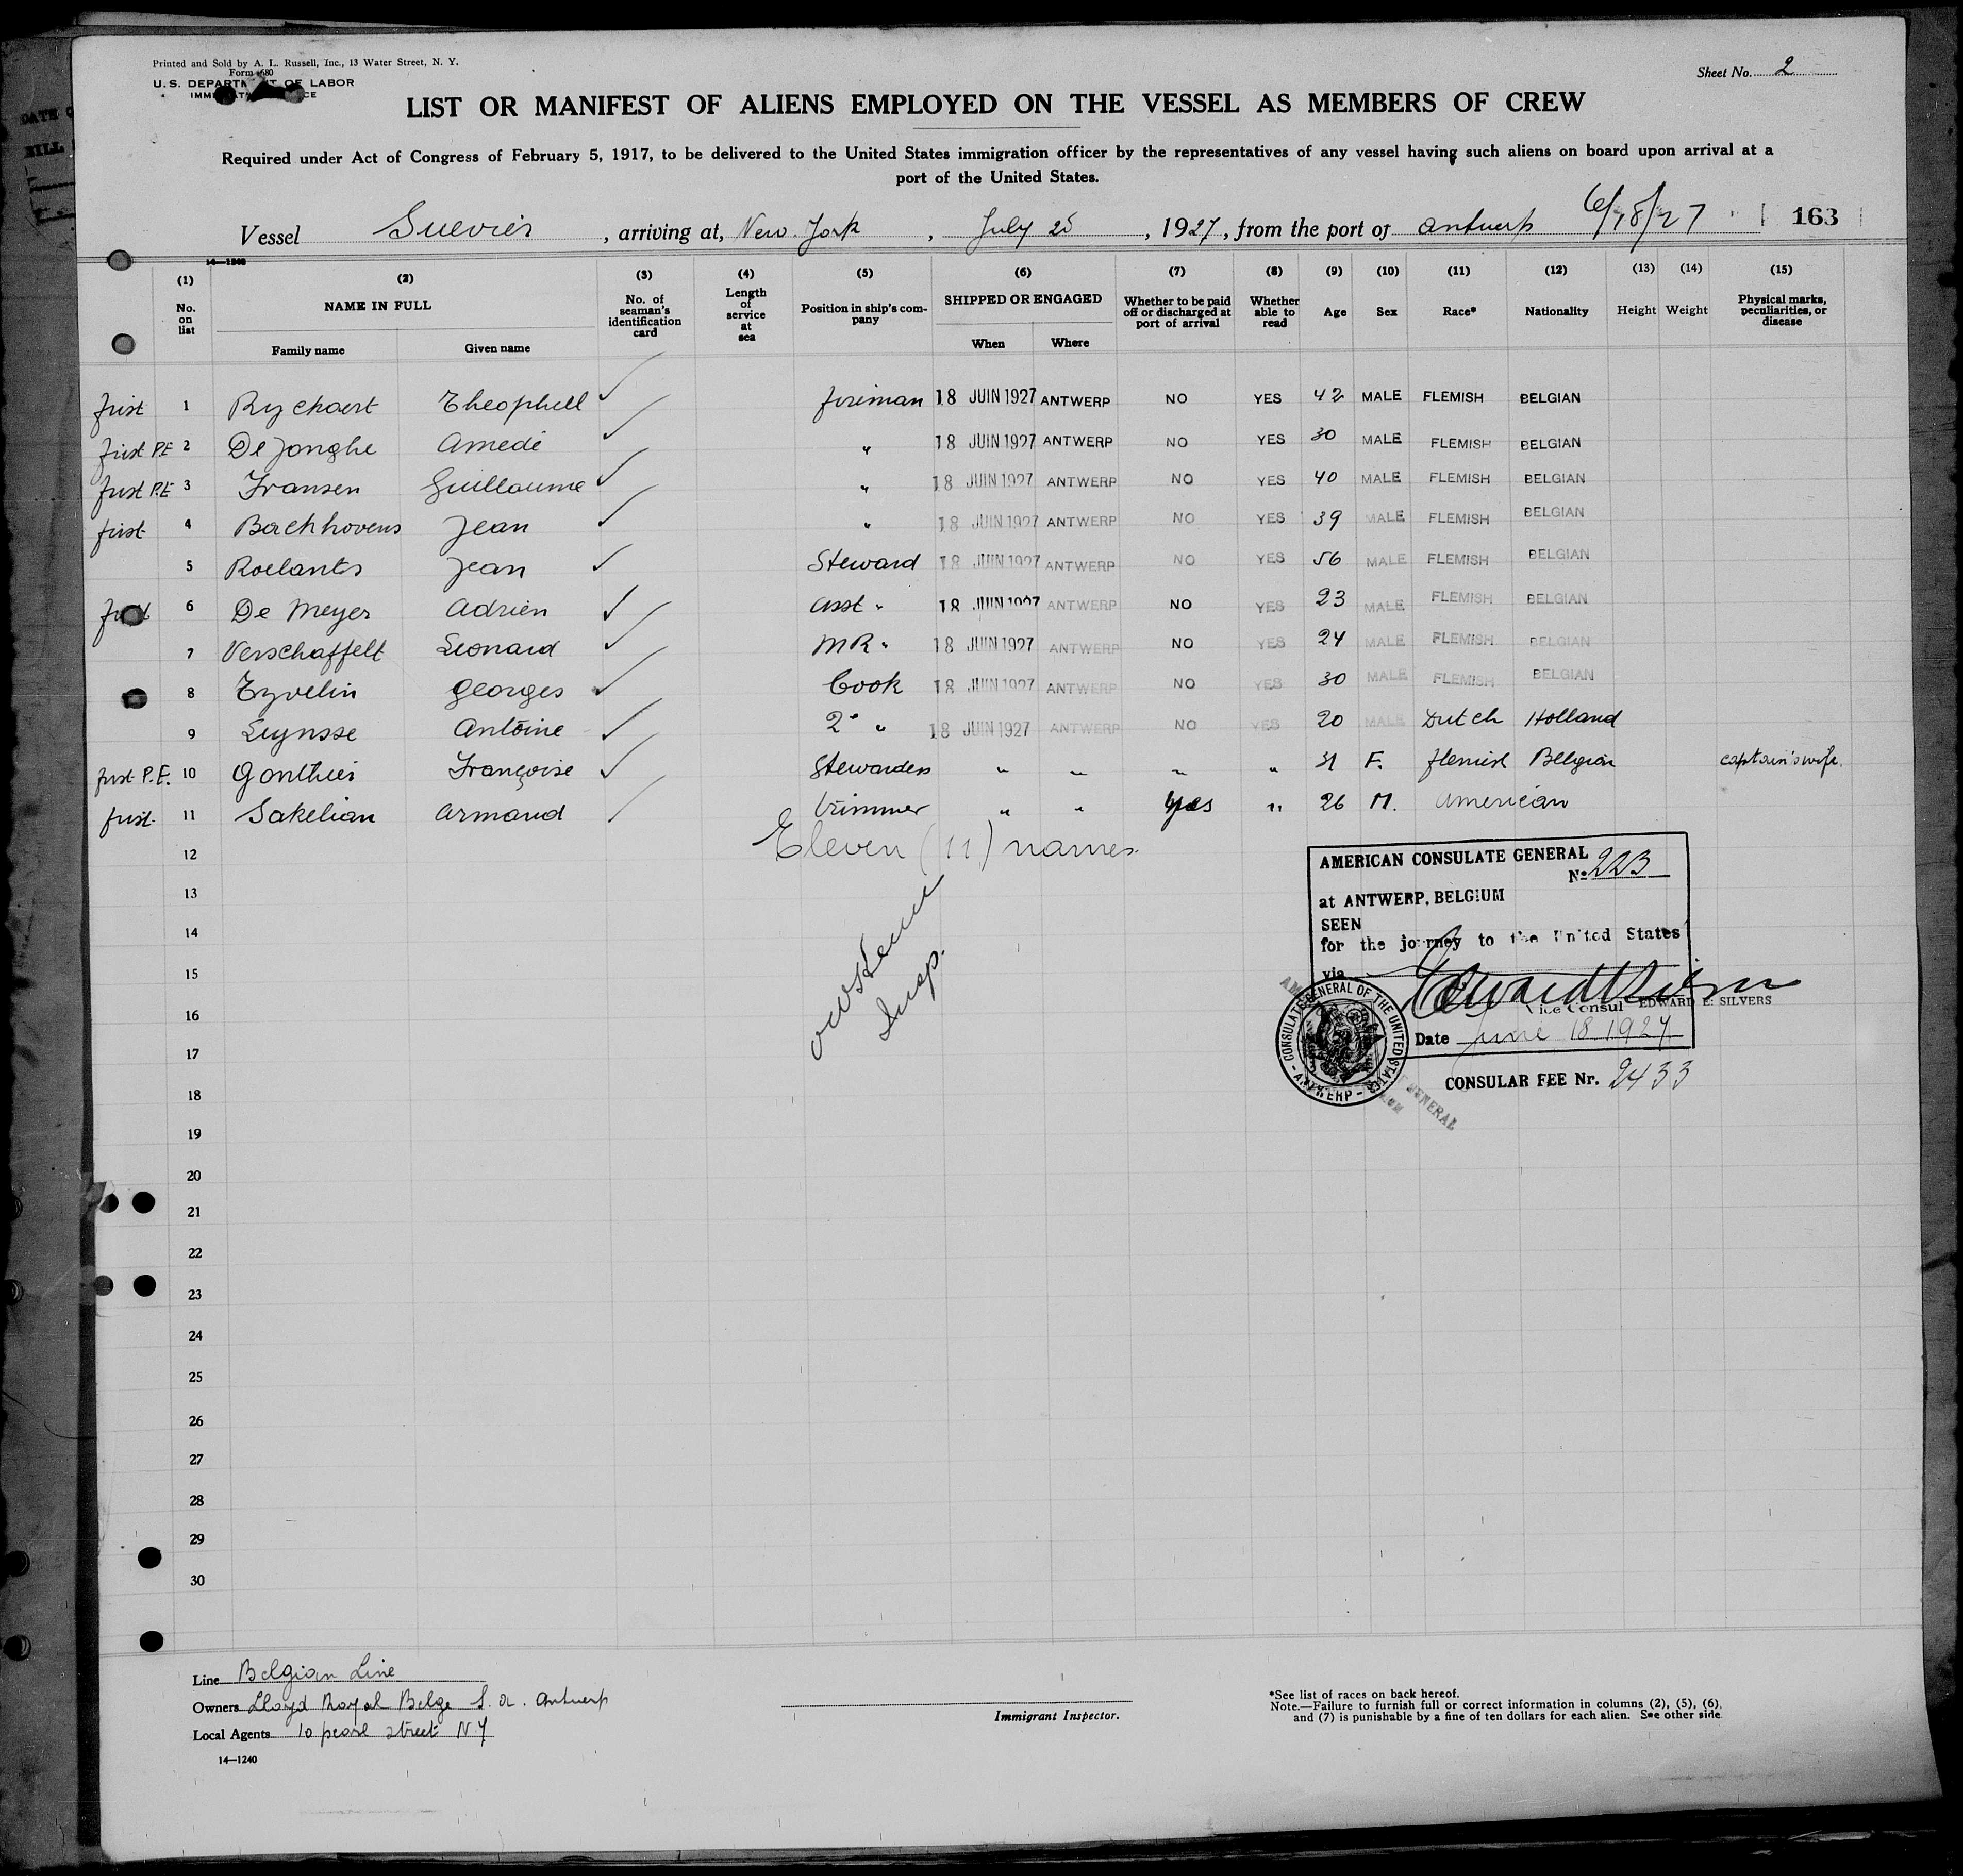 Printed and Sold by A. L. Russell, Inc., 13 Water Street, N. Y.
Form 680
U. S. DEPARTMENT OF LABOR
Sheet No. 2
LIST OR MANIFEST OF ALIENS EMPLOYED ON THE VESSEL AS MEMBERS OF CREW
Required under Act of Congress of February 5, 1917, to be delivered to the United States immigration officer by the representatives of any vessel having such aliens on board upon arrival at a
port of the United States.
Vessel Suevier, arriving at, New York, July 25, 1927, from the port of Antwerp 6/18/27 163
14—1240
(1) (2) (3) (4) (5) (6) (7) (8) (9) (10) (11) (12) (13) (14) (15)
No. on list NAME IN FULL Family name Given name No. of seaman's identification card Length of service at sea Position in ship's company SHIPPED OR ENGAGED When Where Whether to be paid off or discharged at port of arrival Whether able to read Age Sex Race* Nationality Height Weight Physical marks, peculiarities, or disease
first 1 Rychaert Theophell fireman 18 JUIN 1927 ANTWERP NO YES 42 MALE FLEMISH BELGIAN
first P.E 2 De Jonghe Amedé " 18 JUIN 1927 ANTWERP NO YES 30 MALE FLEMISH BELGIAN
first P.E 3 Fransen Guillaume " 18 JUIN 1927 ANTWERP NO YES 40 MALE FLEMISH BELGIAN
first 4 Jean " 18 JUIN 1927 ANTWERP NO YES 39 MALE FLEMISH BELGIAN
5 Roelants Jean Steward 18 JUIN 1927 ANTWERP NO YES 56 MALE FLEMISH BELGIAN
first 6 De Meyer Adrien Asst " 18 JUIN 1927 ANTWERP NO YES 23 MALE FLEMISH BELGIAN
7 Verschaffelt Leonard MR " 18 JUIN 1927 ANTWERP NO YES 24 MALE FLEMISH BELGIAN
8 Georges Cook 18 JUIN 1927 ANTWERP NO YES 30 MALE FLEMISH BELGIAN
9 Leynsse Antoine 2° " 18 JUIN 1927 ANTWERP NO YES 20 MALE Dutch Holland
first P.E. 10 Gonthier Françoise Stewardess " " " " 31 F. flemish Belgian captain's wife.
first 11 Sakelian Armand trimmer " " Yes " 26 M. American
Eleven (11) names.
12
13
14
15
16
17
18
19
20
21
22
23
24
25
26
27
28
29
30
Insp.
AMERICAN CONSULATE GENERAL
No 223
at ANTWERP, BELGIUM
SEEN
for the journey to the United States
via
EDWARD E. SILVERS
Vice Consul
Date June 18 1927
CONSULATE GENERAL OF THE UNITED STATES - ANTWERP -
CONSULAR FEE Nr. 2433
Line Belgian Line
Owners Lloyd Royal Belge S. A. Antwerp
Local Agents 10 pearl street N.Y
14—1240
Immigrant Inspector.
*See list of races on back hereof.
Note.—Failure to furnish full or correct information in columns (2), (5), (6),
and (7) is punishable by a fine of ten dollars for each alien. See other side